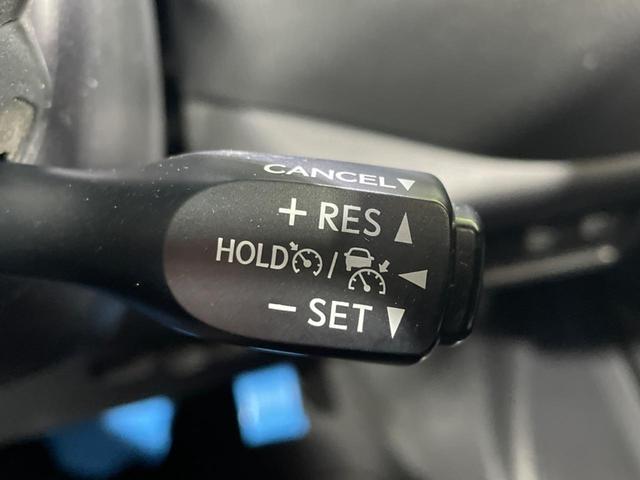 CANCEL▼
+ RES ▲
HOLD / ◀
− SET ▼